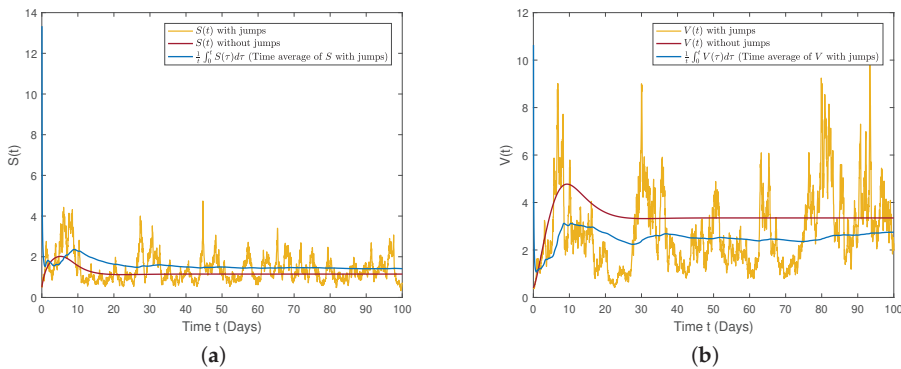 14
12
10
8
6
4
2
0
S(t)
S(t) with jumps
S(t) without jumps
1/t ∫₀ᵗ S(τ)dτ (Time average of S with jumps)
0 10 20 30 40 50 60 70 80 90 100
Time t (Days)
(a)
12
10
8
6
4
2
0
V(t)
V(t) with jumps
V(t) without jumps
1/t ∫₀ᵗ V(τ)dτ (Time average of V with jumps)
0 10 20 30 40 50 60 70 80 90 100
Time t (Days)
(b)